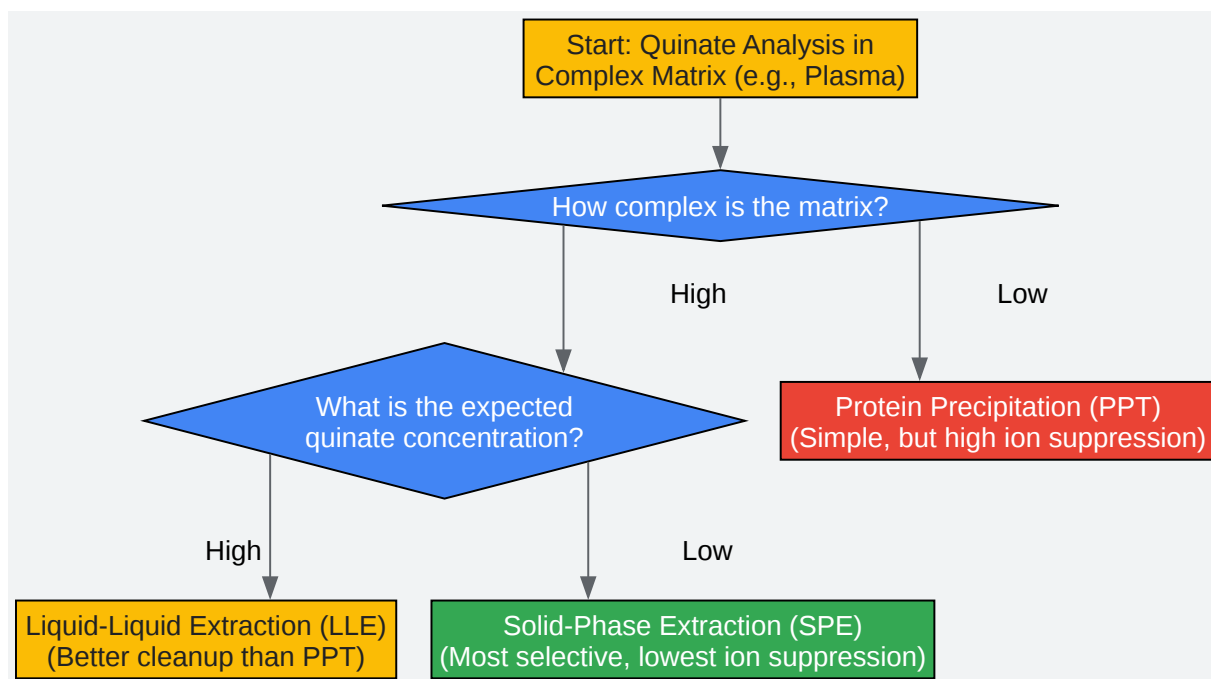 Start: Quinate Analysis in
Complex Matrix (e.g., Plasma)
How complex is the matrix?
High
Low
What is the expected
quinate concentration?
Protein Precipitation (PPT)
(Simple, but high ion suppression)
High
Low
Liquid-Liquid Extraction (LLE)
(Better cleanup than PPT)
Solid-Phase Extraction (SPE)
(Most selective, lowest ion suppression)